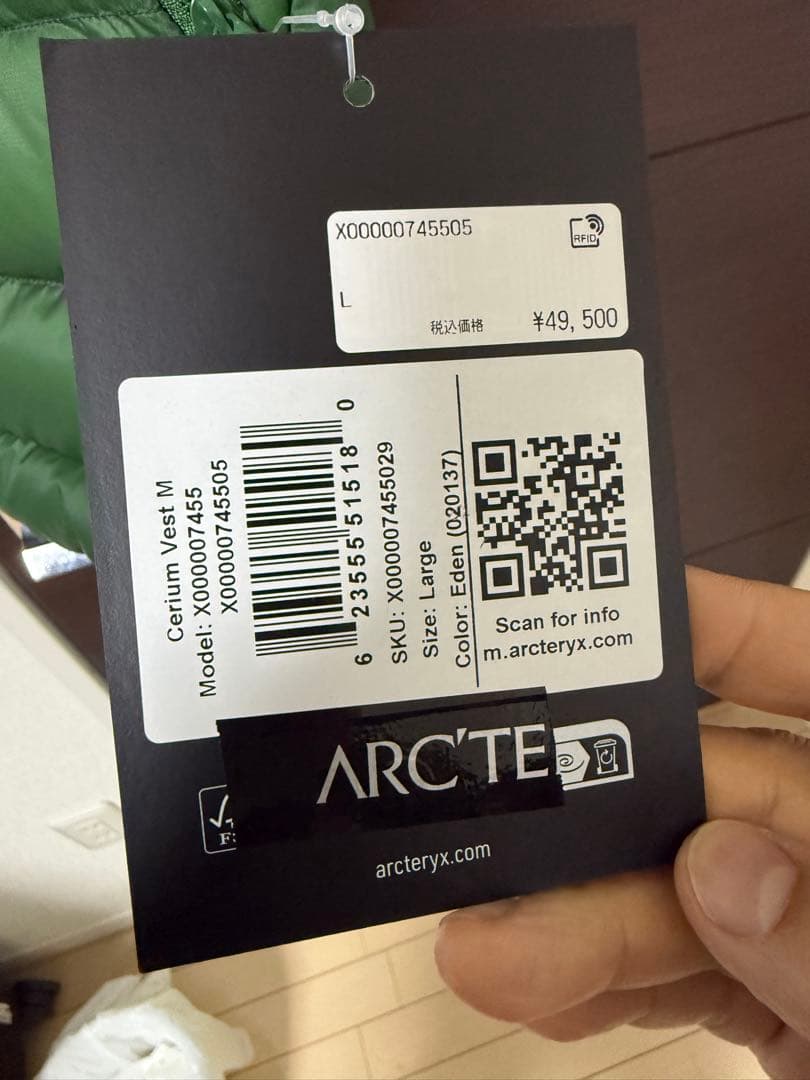 X00000745505
RFID
L
税込価格 ¥49,500
Cerium Vest M
Model: X000007455
X00000745505
6 23555 51518 0
SKU: X000007455029
Size: Large
Color: Eden (020137)
Scan for info
m.arcteryx.com
ARC'TE
arcteryx.com